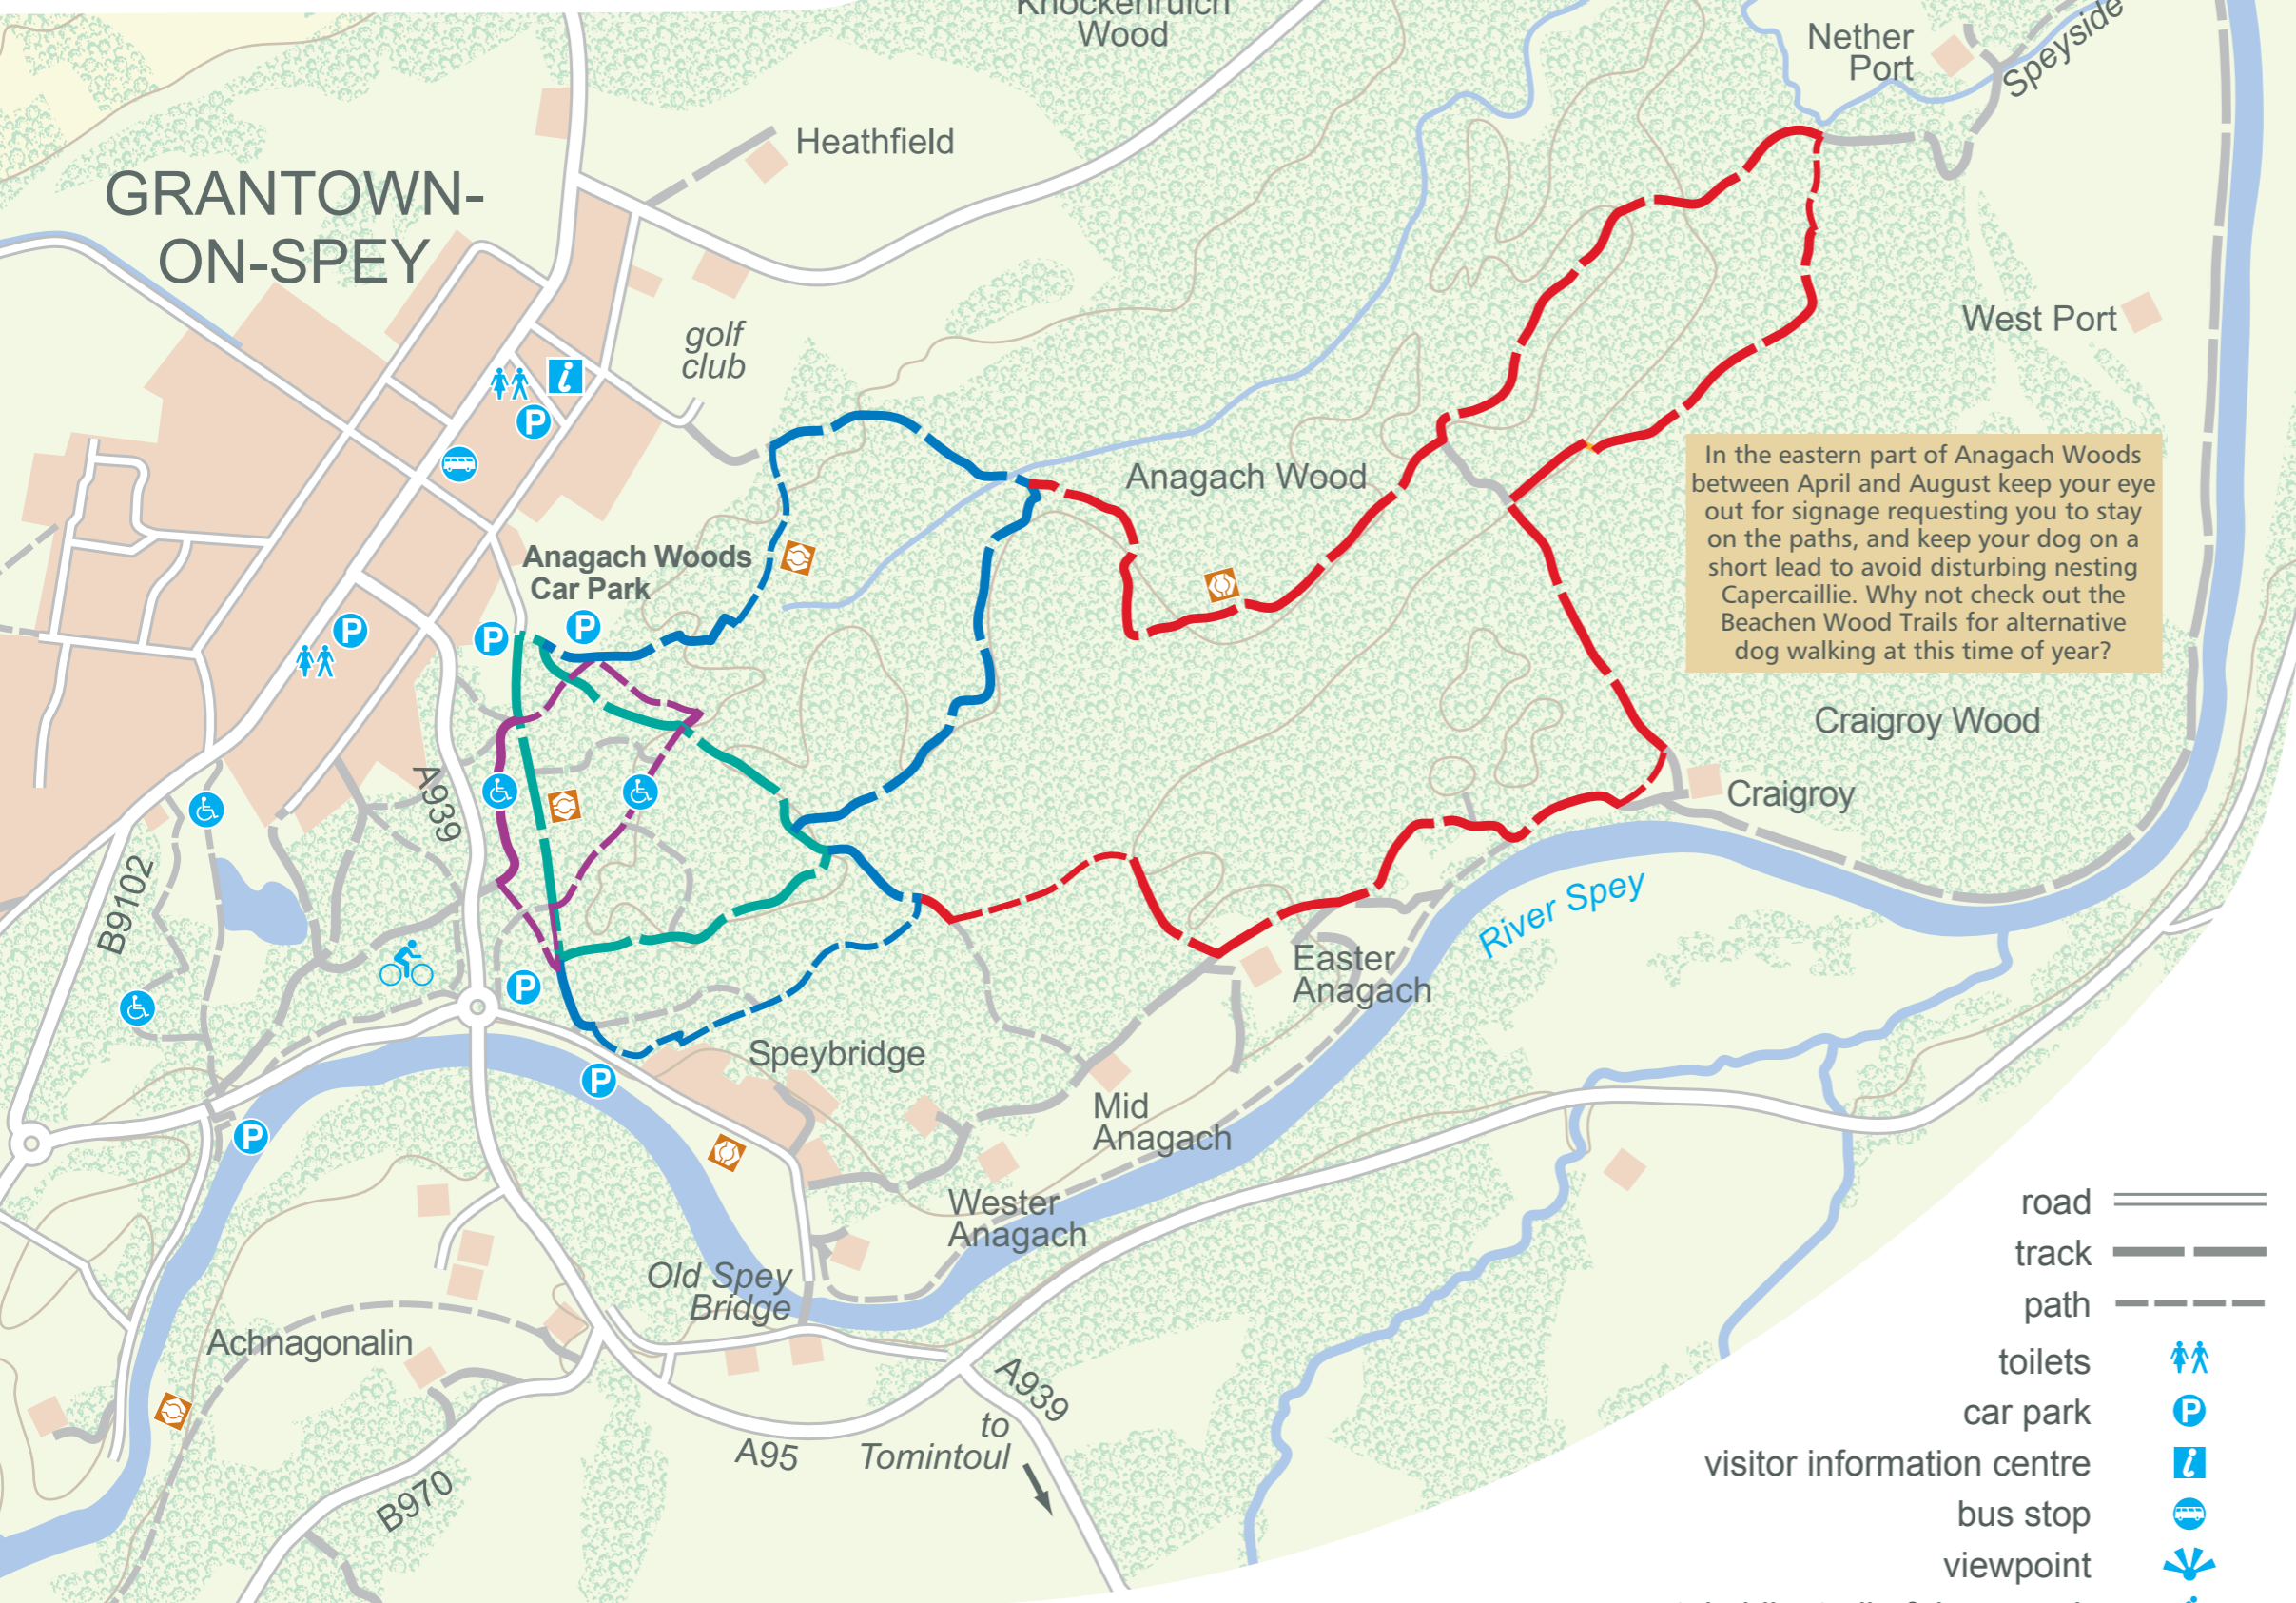 Knockenruich
Wood
Nether
Port
Speyside
Heathfield
GRANTOWN-
ON-SPEY
West Port
golf
club
Anagach Wood
In the eastern part of Anagach Woods
between April and August keep your eye
out for signage requesting you to stay
on the paths, and keep your dog on a
short lead to avoid disturbing nesting
Capercaillie. Why not check out the
Beachen Wood Trails for alternative
dog walking at this time of year?
Anagach Woods
Car Park
P
P
P
P
P
i
Craigroy Wood
A939
Craigroy
B9102
River Spey
Easter
Anagach
P
Speybridge
P
Mid
Anagach
Wester
Anagach
Old Spey
Bridge
Achnagonalin
A939
to
Tomintoul
A95
B970
road
track
path
toilets
car park P
visitor information centre i
bus stop
viewpoint